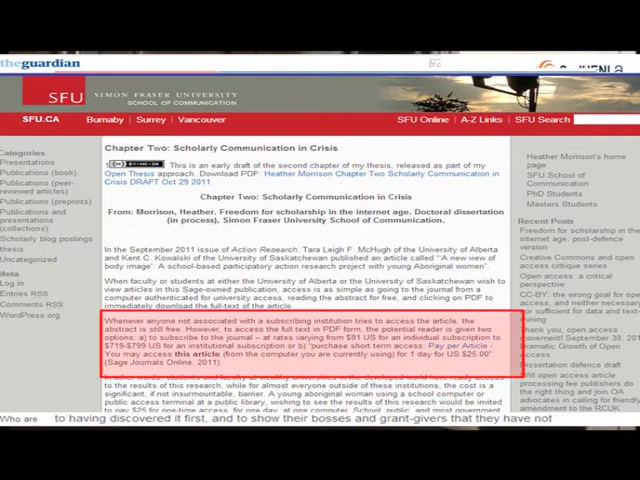 theguardian
SFU
SIMON FRASER UNIVERSITY
SCHOOL OF COMMUNICATION
SFU.CA Burnaby | Surrey | Vancouver SFU Online | A-Z Links | SFU Search
Categories
Presentations
Publications (book)
Publications (peer-
reviewed articles)
Publications (preprints)
Publications and
presentations
(collections)
Scholarly blog postings
thesis
Uncategorized
Meta
Log in
Entries RSS
Comments RSS
WordPress.org
Chapter Two: Scholarly Communication in Crisis
This is an early draft of the second chapter of my thesis, released as part of my
Open Thesis approach. Download PDF: Heather Morrison Chapter Two Scholarly Communication in
Crisis DRAFT Oct 29 2011
Chapter Two: Scholarly Communication in Crisis
From: Morrison, Heather. Freedom for scholarship in the internet age. Doctoral dissertation
(in process), Simon Fraser University School of Communication.
In the September 2011 issue of Action Research, Tara Leigh F. McHugh of the University of Alberta
and Kent C. Kowalski of the University of Saskatchewan published an article called "'A new view of
body image': A school-based participatory action research project with young Aboriginal women".
When faculty or students at either the University of Alberta or the University of Saskatchewan wish to
view this article in this Sage-owned publication, access is as simple as going to the journal from a
computer authenticated for university access, reading the abstract for free, and clicking on PDF to
immediately download the full-text of the article.
Whenever anyone not associated with a subscribing institution tries to access the article, the
abstract is still free. However, to access the full text in PDF form, the potential reader is given two
options: a) to subscribe to the journal – at rates varying from $91 US for an individual subscription to
$719-$799 US for an institutional subscription or b) "purchase short term access: Pay per Article -
You may access this article (from the computer you are currently using) for 1 day for US $25.00"
(Sage Journals Online, 2011).
to the results of this research, while for almost everyone outside of these institutions, the cost is a
significant, if not insurmountable, barrier. A young Aboriginal woman using a school computer or
public access terminal at a public library, wishing to see the results of this research would be invited
to pay $25 for one-time access, for one day, at one computer. School, public, and most government
Heather Morrison's home
page
SFU School of
Communication
PhD Students
Masters Students
Recent Posts
Freedom for scholarship in the
internet age: post-defence
version
Creative Commons and open
access critique series
Open access: a critical
CC-BY: the wrong goal for open
Thank you, open access
movement! September 30, 201
Dramatic Growth of Open
Access
Dissertation defence draft
Will open access publishers do
the right thing and join OA
advocates in calling for friendly
amendment to the RCUK
Who are to having discovered it first, and to show their bosses and grant-givers that they have not